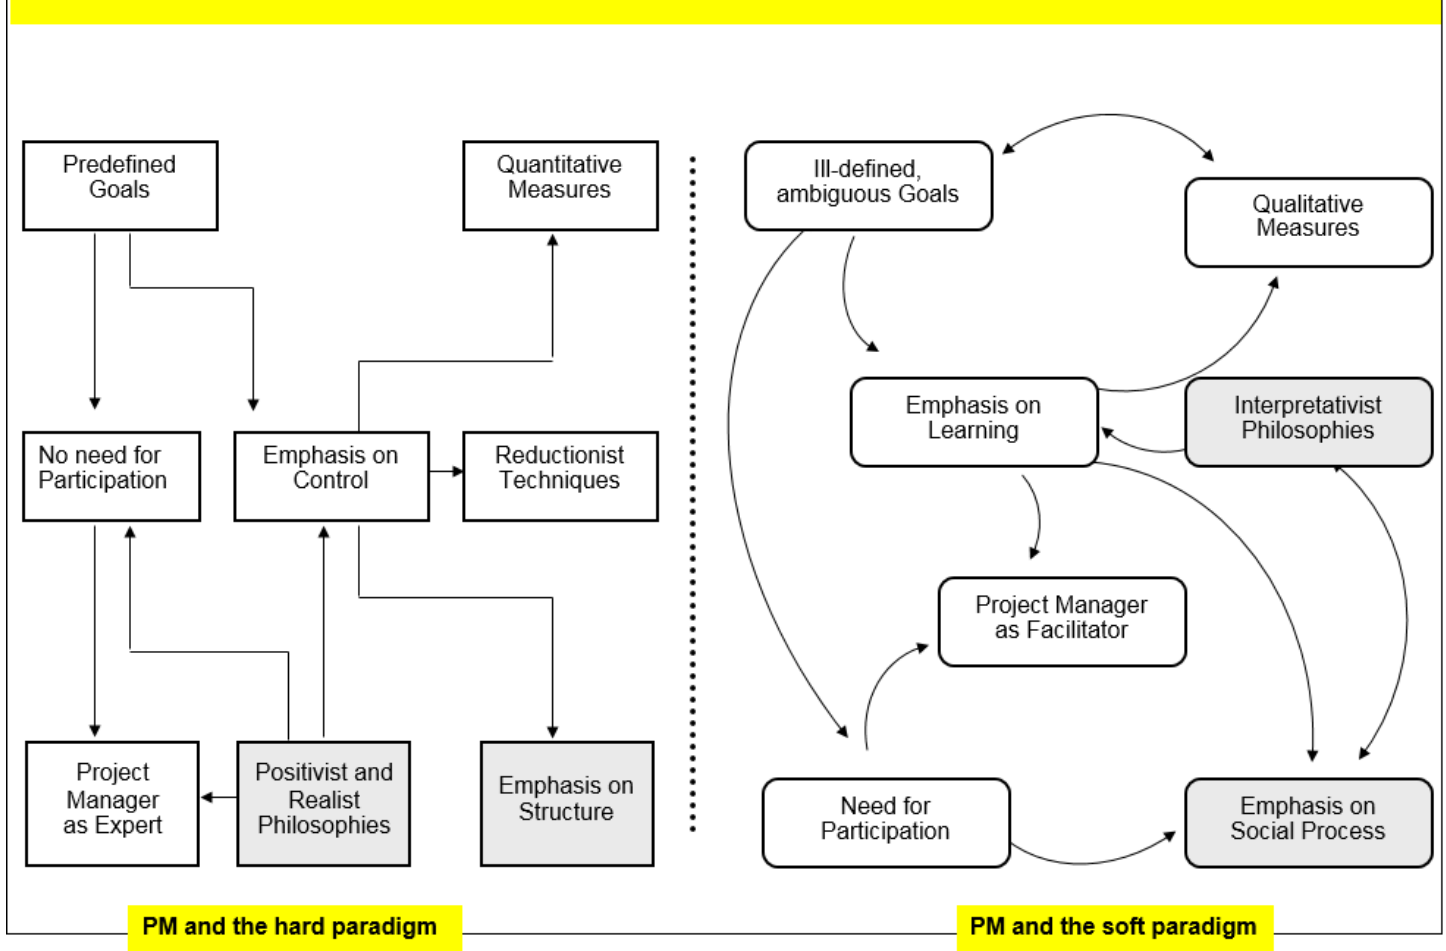 Predefined
Goals
Quantitative
Measures
No need for
Participation
Emphasis on
Control
Reductionist
Techniques
Project
Manager
as Expert
Positivist and
Realist
Philosophies
Emphasis on
Structure
PM and the hard paradigm
Ill-defined,
ambiguous Goals
Qualitative
Measures
Emphasis on
Learning
Interpretativist
Philosophies
Project Manager
as Facilitator
Need for
Participation
Emphasis on
Social Process
PM and the soft paradigm